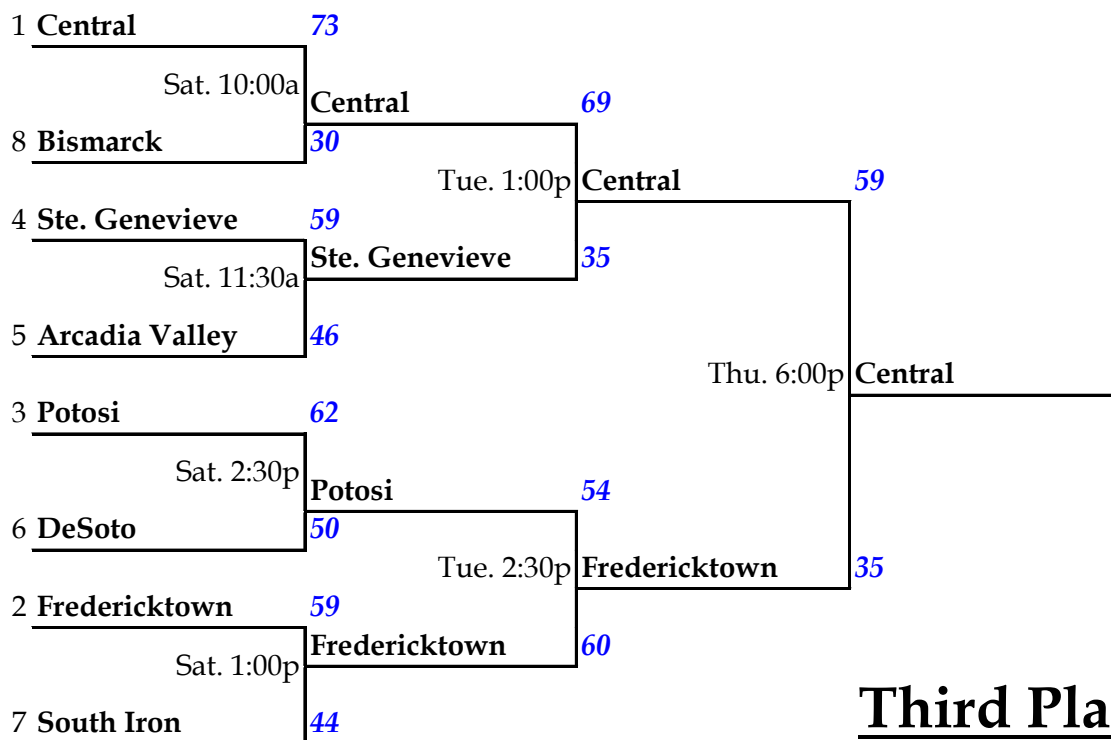 1 Central 73
Sat. 10:00a
Central 69
8 Bismarck 30
Tue. 1:00p Central 59
4 Ste. Genevieve 59
Ste. Genevieve 35
Sat. 11:30a
5 Arcadia Valley 46
Thu. 6:00p Central
3 Potosi 62
Sat. 2:30p
Potosi 54
6 DeSoto 50
Tue. 2:30p Fredericktown 35
2 Fredericktown 59
Fredericktown 60
Sat. 1:00p
7 South Iron 44
Third Pla